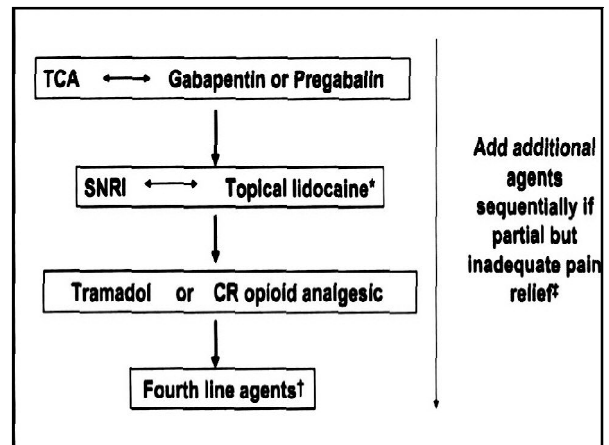 TCA ↔ Gabapentin or Pregabalin
SNRI ↔ Topical lidocaine*
Tramadol or CR opioid analgesic
Fourth line agents†
Add additional
agents
sequentially if
partial but
inadequate pain
relief‡